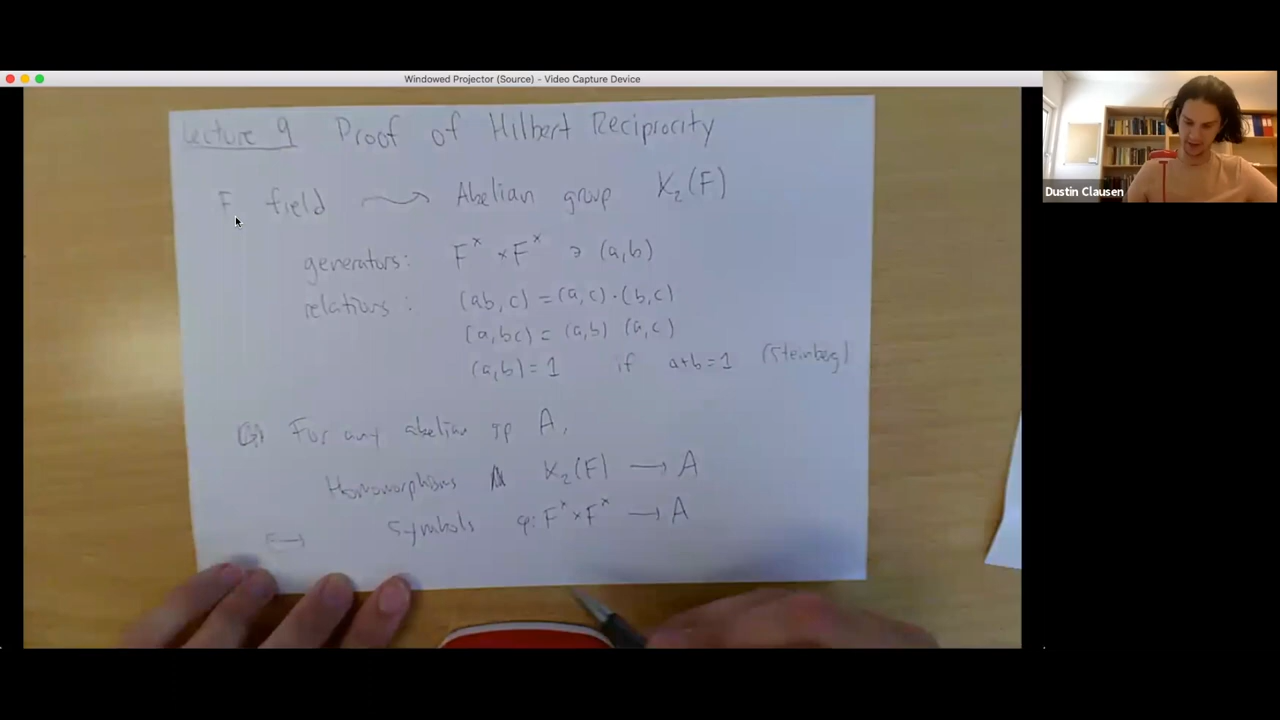 Windowed Projector (Source) - Video Capture Device
Lecture 9 Proof of Hilbert Reciprocity
F field ⇝ Abelian group K₂(F)
generators: F^× × F^× ∋ (a,b)
relations: (ab, c) = (a,c)·(b,c)
(a,bc) = (a,b) (a,c)
(a,b) = 1 if a+b=1 (Steinberg)
For any abelian gp A,
Homomorphisms K₂(F) → A
↔ Symbols φ: F^× × F^× → A
Dustin Clausen